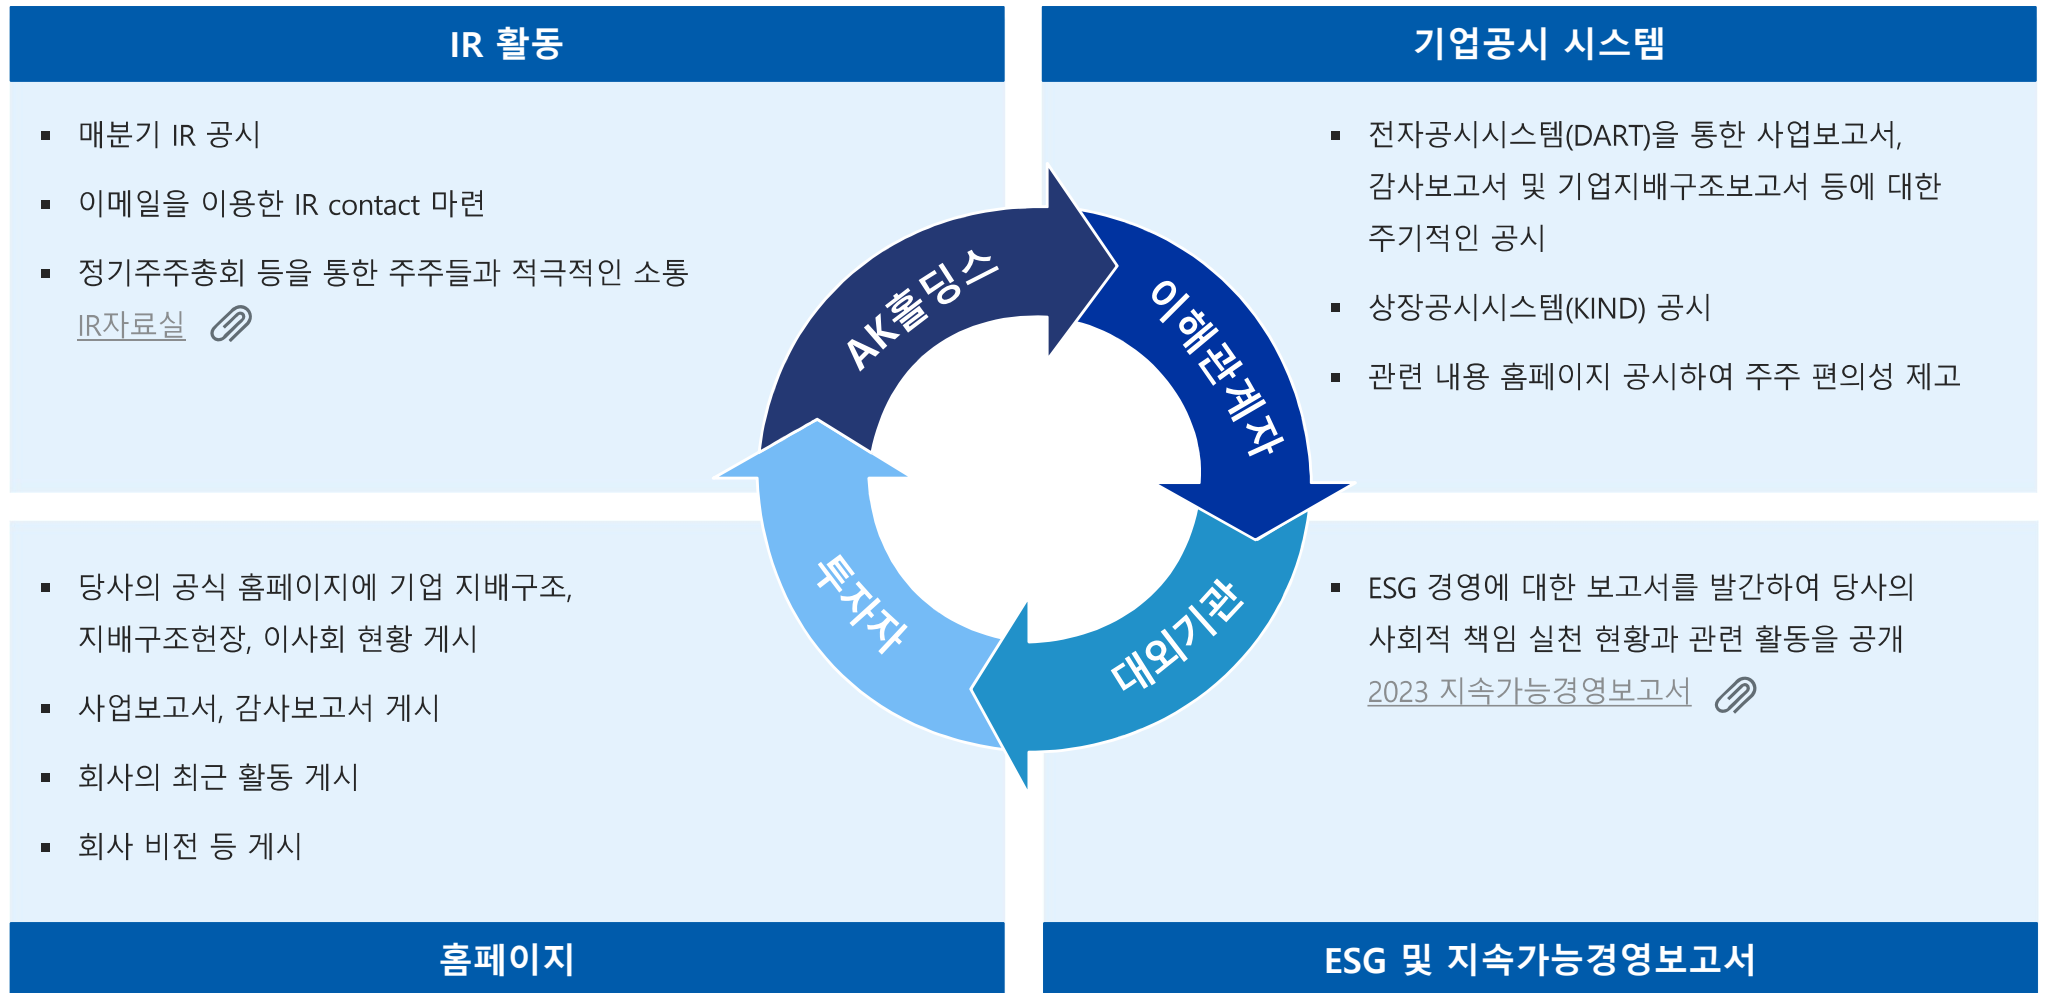 IR 활동
매분기 IR 공시
이메일을 이용한 IR contact 마련
정기주주총회 등을 통한 주주들과 적극적인 소통
IR자료실
기업공시 시스템
전자공시시스템(DART)을 통한 사업보고서,
감사보고서 및 기업지배구조보고서 등에 대한
주기적인 공시
상장공시시스템(KIND) 공시
관련 내용 홈페이지 공시하여 주주 편의성 제고
AK홀딩스
이해관계자
대외기관
투자자
당사의 공식 홈페이지에 기업 지배구조,
지배구조헌장, 이사회 현황 게시
사업보고서, 감사보고서 게시
회사의 최근 활동 게시
회사 비전 등 게시
홈페이지
ESG 경영에 대한 보고서를 발간하여 당사의
사회적 책임 실천 현황과 관련 활동을 공개
2023 지속가능경영보고서
ESG 및 지속가능경영보고서